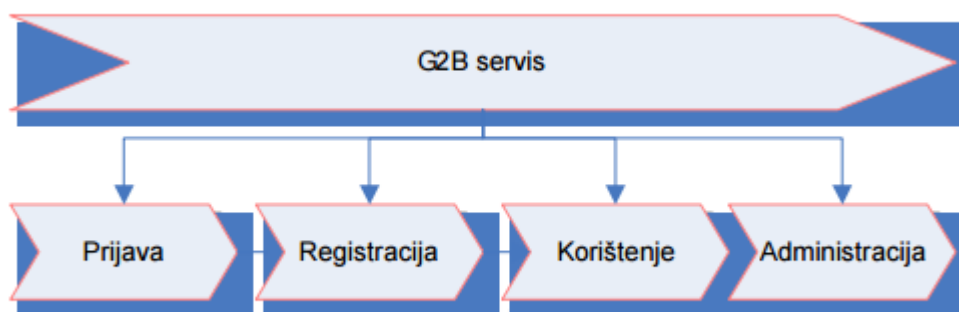 G2B servis
Prijava
Registracija
Korištenje
Administracija